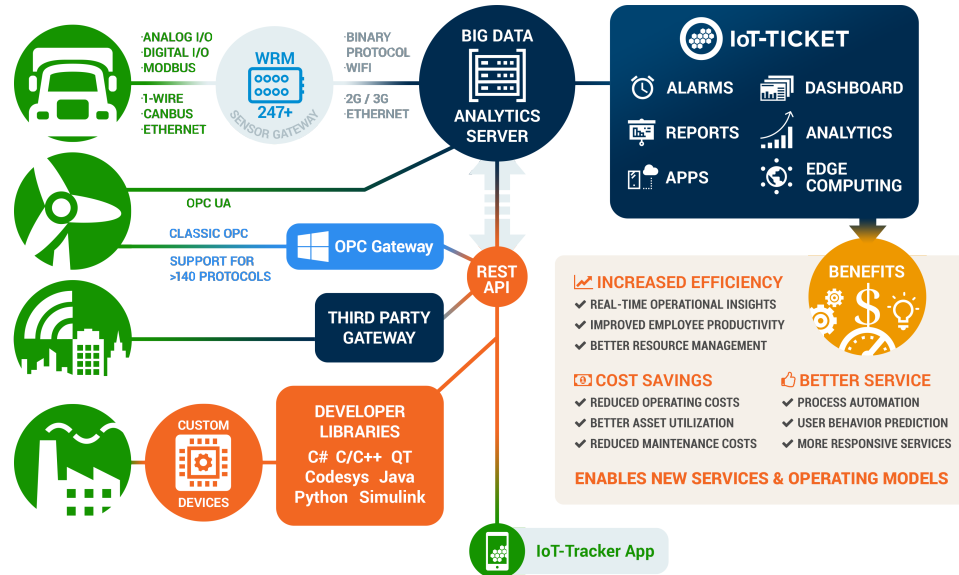 ·ANALOG I/O
·DIGITAL I/O
·MODBUS
·1-WIRE
·CANBUS
·ETHERNET
WRM
247+
SENSOR GATEWAY
·BINARY
PROTOCOL
·WIFI
·2G / 3G
·ETHERNET
BIG DATA
ANALYTICS
SERVER
IoT-TICKET
ALARMS
DASHBOARD
REPORTS
ANALYTICS
APPS
EDGE
COMPUTING
OPC UA
CLASSIC OPC
SUPPORT FOR
>140 PROTOCOLS
OPC Gateway
REST
API
THIRD PARTY
GATEWAY
CUSTOM
DEVICES
DEVELOPER
LIBRARIES
C# C/C++ QT
Codesys Java
Python Simulink
IoT-Tracker App
BENEFITS
$
INCREASED EFFICIENCY
REAL-TIME OPERATIONAL INSIGHTS
IMPROVED EMPLOYEE PRODUCTIVITY
BETTER RESOURCE MANAGEMENT
COST SAVINGS
REDUCED OPERATING COSTS
BETTER ASSET UTILIZATION
REDUCED MAINTENANCE COSTS
BETTER SERVICE
PROCESS AUTOMATION
USER BEHAVIOR PREDICTION
MORE RESPONSIVE SERVICES
ENABLES NEW SERVICES & OPERATING MODELS